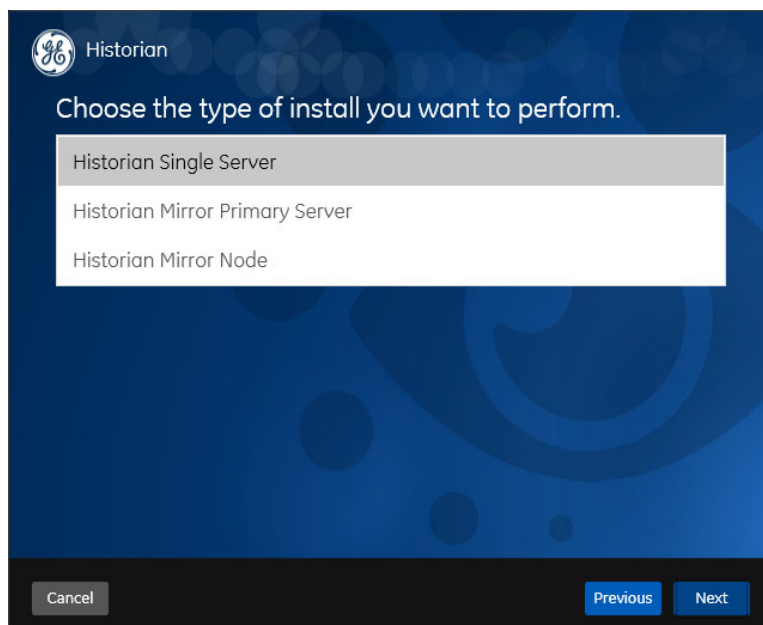 Historian
Choose the type of install you want to perform.
Historian Single Server
Historian Mirror Primary Server
Historian Mirror Node
Cancel
Previous
Next